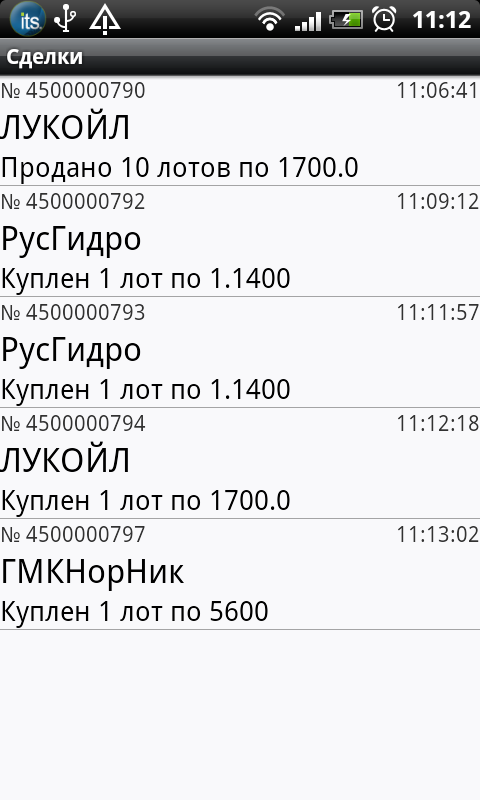 its. 11:12
Сделки
№ 4500000790 11:06:41
ЛУКОЙЛ
Продано 10 лотов по 1700.0
№ 4500000792 11:09:12
РусГидро
Куплен 1 лот по 1.1400
№ 4500000793 11:11:57
РусГидро
Куплен 1 лот по 1.1400
№ 4500000794 11:12:18
ЛУКОЙЛ
Куплен 1 лот по 1700.0
№ 4500000797 11:13:02
ГМКНорНик
Куплен 1 лот по 5600